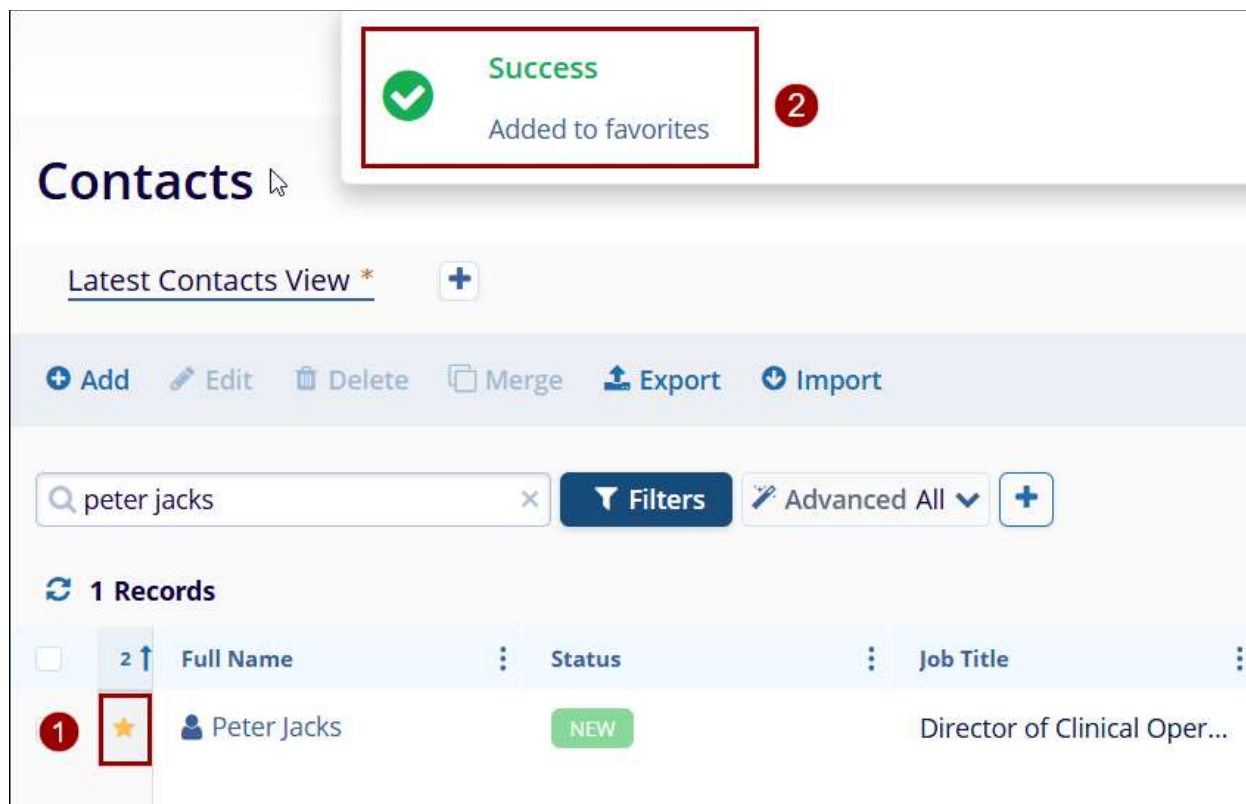 Success
Added to favorites
2
Contacts
Latest Contacts View *
Add Edit Delete Merge Export Import
peter jacks Filters Advanced All
1 Records
2 Full Name Status Job Title
1 Peter Jacks NEW Director of Clinical Oper...